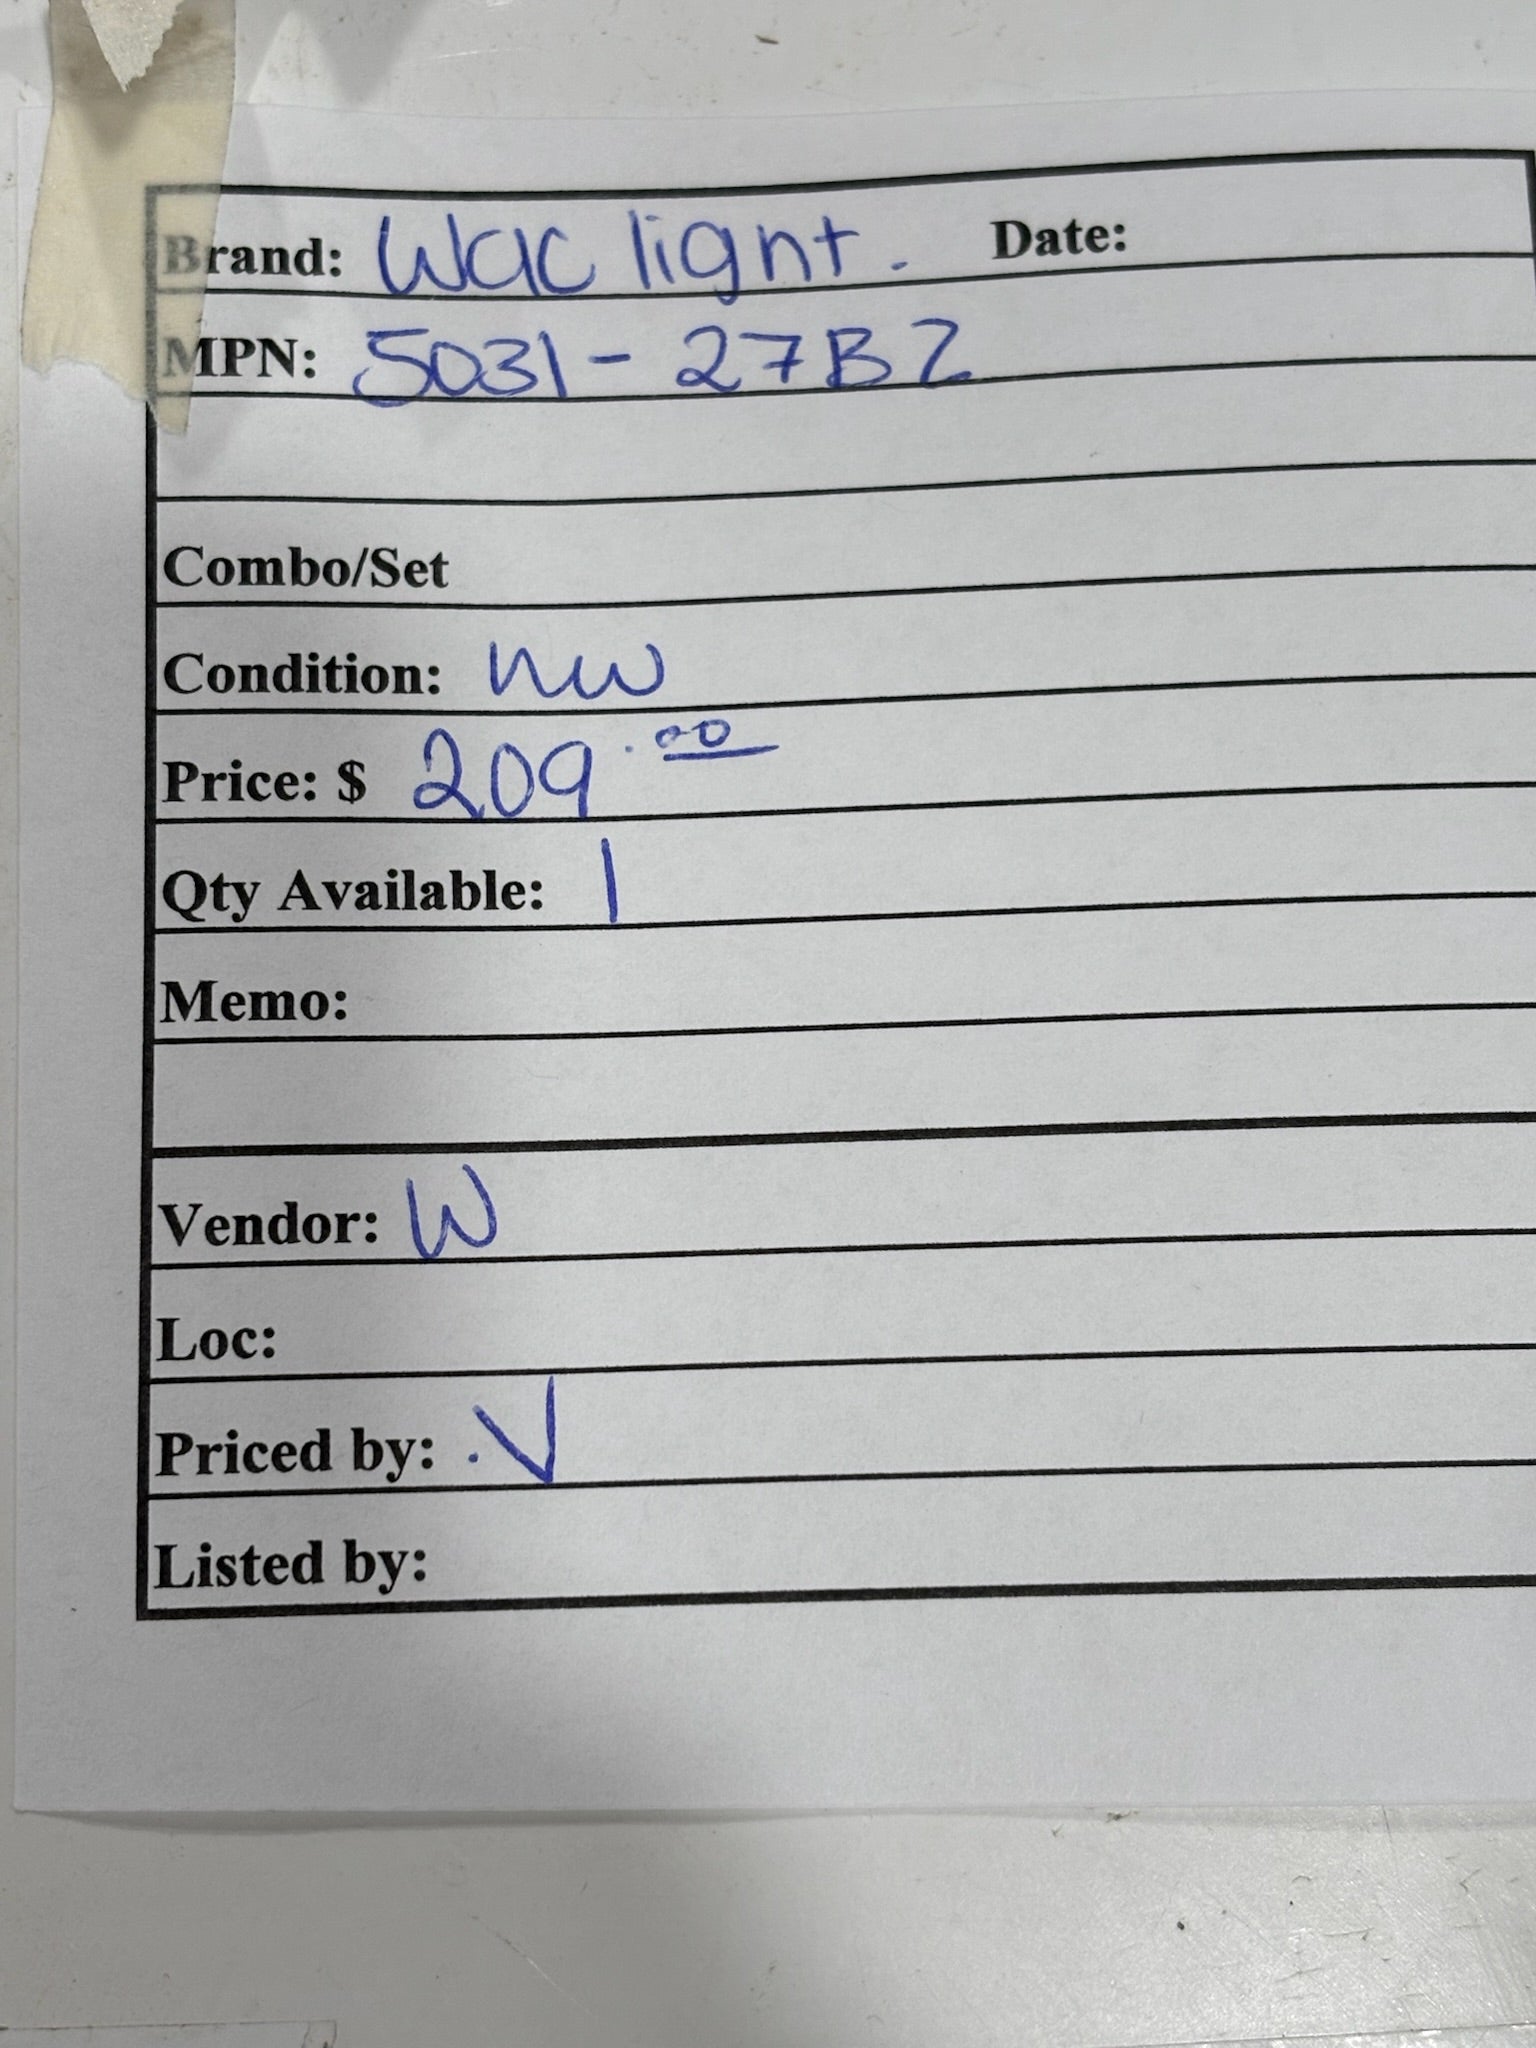 Brand: Wac light. Date:
MPN: 5031-27BZ
Combo/Set
Condition: nw
Price: $ 209.00
Qty Available: 1
Memo:
Vendor: W
Loc:
Priced by: .V
Listed by: